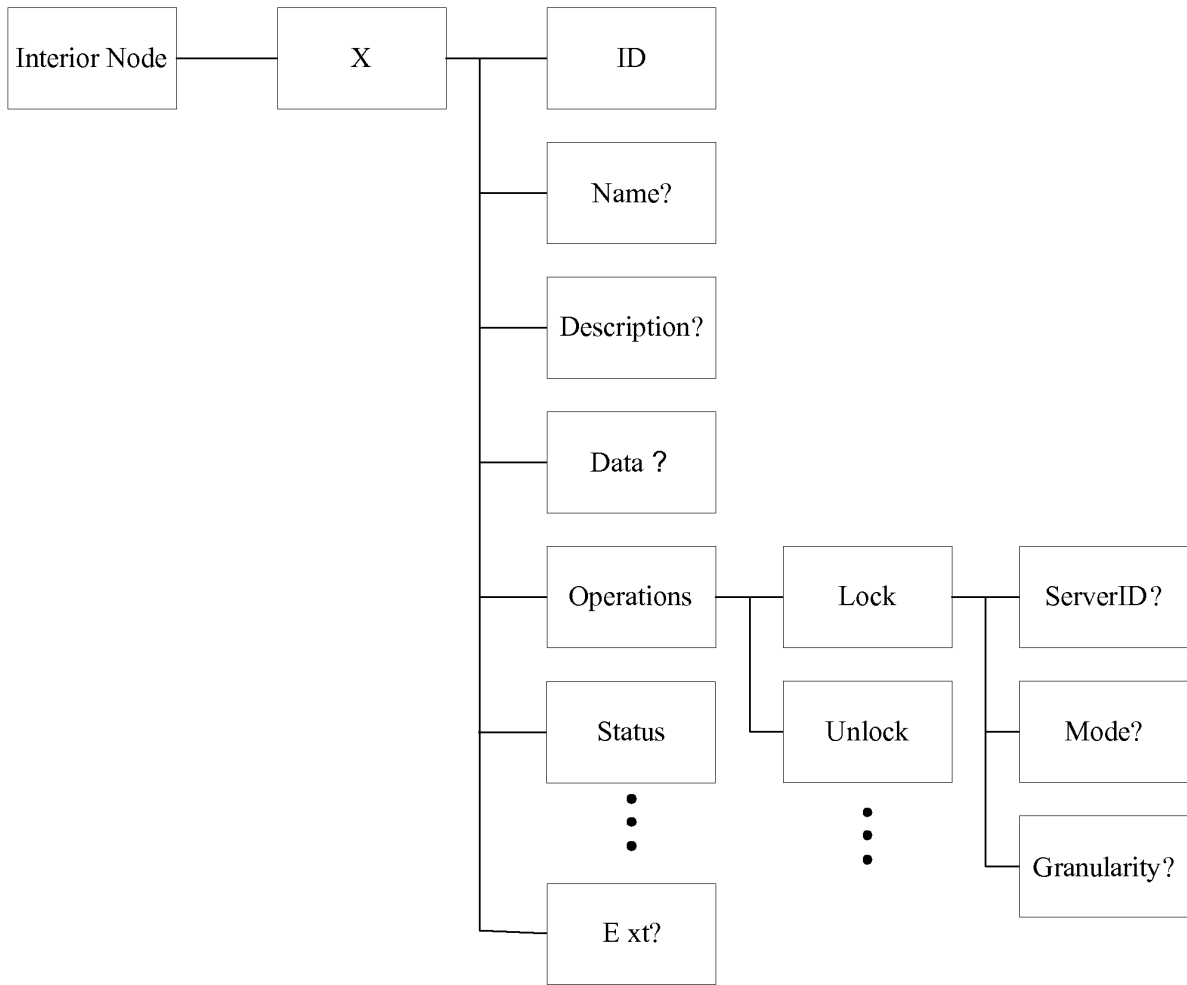 Interior Node
X
ID
Name?
Description?
Data ?
Operations
Lock
ServerID?
Status
Unlock
Mode?
Granularity?
E xt?